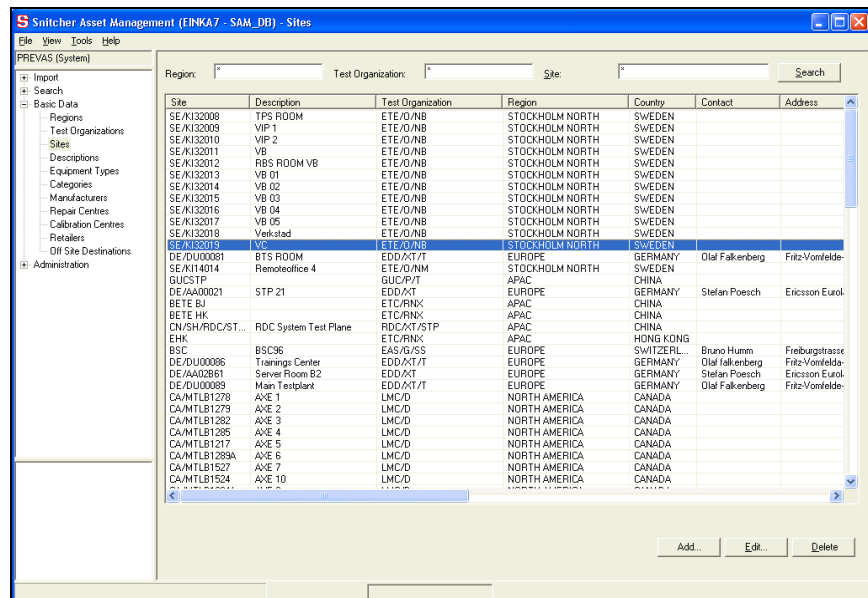 Snitcher Asset Management (EINKA7 - SAM_DB) - Sites
File View Tools Help
PREVAS (System)
Import
Search
Basic Data
Regions
Test Organizations
Sites
Descriptions
Equipment Types
Categories
Manufacturers
Repair Centres
Calibration Centres
Retailers
Off Site Destinations
Administration
Region: * Test Organization: * Site: * Search
Site Description Test Organization Region Country Contact Address
SE/KI32008 TPS ROOM ETE/O/NB STOCKHOLM NORTH SWEDEN
SE/KI32009 VIP 1 ETE/O/NB STOCKHOLM NORTH SWEDEN
SE/KI32010 VIP 2 ETE/O/NB STOCKHOLM NORTH SWEDEN
SE/KI32011 VB ETE/O/NB STOCKHOLM NORTH SWEDEN
SE/KI32012 RBS ROOM VB ETE/O/NB STOCKHOLM NORTH SWEDEN
SE/KI32013 VB 01 ETE/O/NB STOCKHOLM NORTH SWEDEN
SE/KI32014 VB 02 ETE/O/NB STOCKHOLM NORTH SWEDEN
SE/KI32015 VB 03 ETE/O/NB STOCKHOLM NORTH SWEDEN
SE/KI32016 VB 04 ETE/O/NB STOCKHOLM NORTH SWEDEN
SE/KI32017 VB 05 ETE/O/NB STOCKHOLM NORTH SWEDEN
SE/KI32018 Verkstad ETE/O/NB STOCKHOLM NORTH SWEDEN
SE/KI32019 VC ETE/O/NB STOCKHOLM NORTH SWEDEN
DE/DU00081 BTS ROOM EDD/XT/T EUROPE GERMANY Olaf Falkenberg Fritz-Vomfelde-
SE/KI14014 Remoteoffice 4 ETE/O/NM STOCKHOLM NORTH SWEDEN
GUCSTP GUC/P/T APAC CHINA
DE/AA00021 STP 21 EDD/XT EUROPE GERMANY Stefan Poesch Ericsson Eurol
BETE BJ ETC/RNX APAC CHINA
BETE HK ETC/RNX APAC CHINA
CN/SH/RDC/ST... RDC System Test Plane RDC/XT/STP APAC CHINA
EHK ETC/RNX APAC HONG KONG
BSC BSC96 EAS/G/SS EUROPE SWITZERL... Bruno Humm Freiburgstrasse
DE/DU00086 Trainings Center EDD/XT/T EUROPE GERMANY Olaf falkenberg Fritz-Vomfelda-
DE/AA02B61 Server Room B2 EDD/XT EUROPE GERMANY Stefan Poesch Ericsson Eurol
DE/DU00089 Main Testplant EDD/XT/T EUROPE GERMANY Olaf Falkenberg Fritz-Vomfelde-
CA/MTLB1278 AXE 1 LMC/D NORTH AMERICA CANADA
CA/MTLB1279 AXE 2 LMC/D NORTH AMERICA CANADA
CA/MTLB1282 AXE 3 LMC/D NORTH AMERICA CANADA
CA/MTLB1285 AXE 4 LMC/D NORTH AMERICA CANADA
CA/MTLB1217 AXE 5 LMC/D NORTH AMERICA CANADA
CA/MTLB1289A AXE 6 LMC/D NORTH AMERICA CANADA
CA/MTLB1527 AXE 7 LMC/D NORTH AMERICA CANADA
CA/MTLB1524 AXE 10 LMC/D NORTH AMERICA CANADA
Add... Edit... Delete